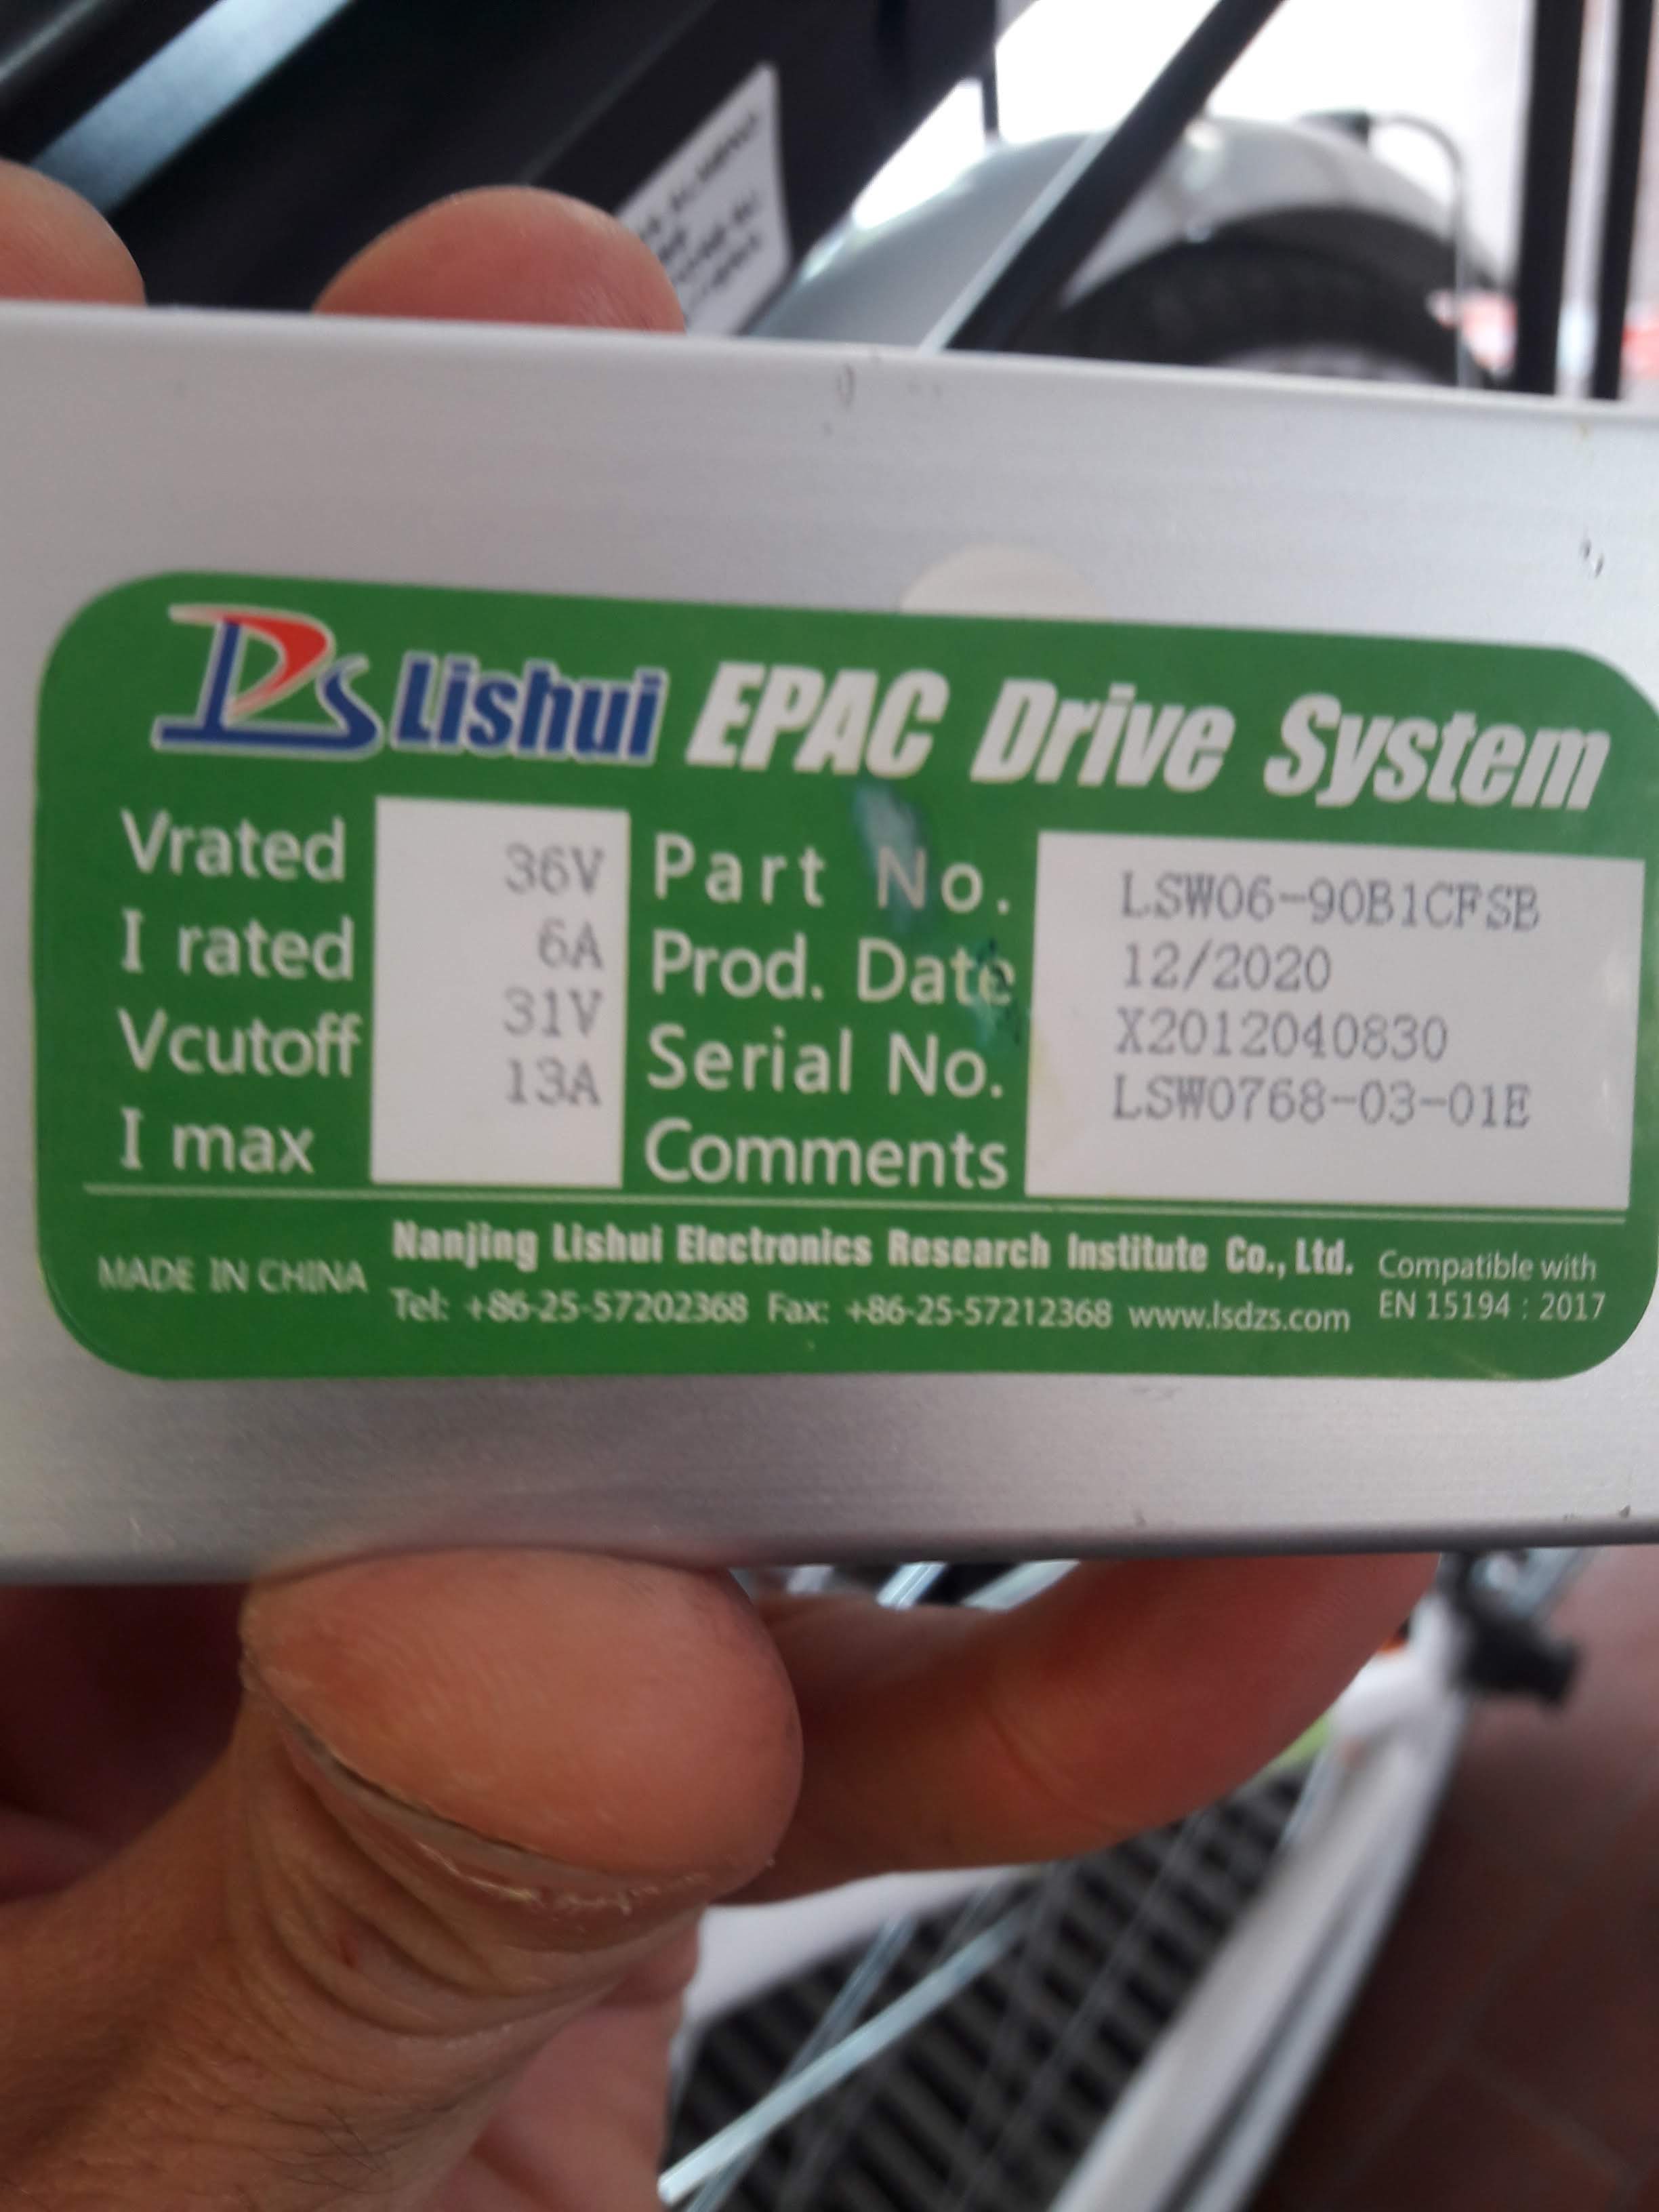 Lishui EPAC Drive System
Vrated 36V Part No. LSW06-90B1CFSB
I rated 6A Prod. Date 12/2020
Vcutoff 31V Serial No. X2012040830
I max 13A Comments LSW0768-03-01E
MADE IN CHINA
Nanjing Lishui Electronics Research Institute Co., Ltd.
Tel: +86-25-57202368 Fax: +86-25-57212368 www.lsdzs.com
Compatible with
EN 15194 : 2017